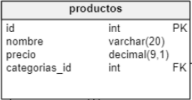 productos
id int PK
nombre varchar(20)
precio decimal(9,1)
categorias_id int FK